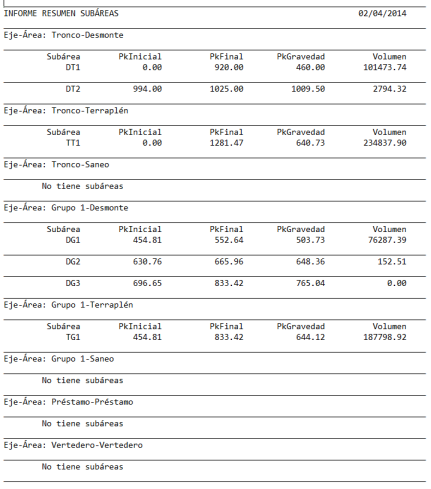 INFORME RESUMEN SUBÁREAS 02/04/2014
Eje-Área: Tronco-Desmonte
Subárea PkInicial PkFinal PkGravedad Volumen
DT1 0.00 920.00 460.00 101473.74
DT2 994.00 1025.00 1009.50 2794.32
Eje-Área: Tronco-Terraplén
Subárea PkInicial PkFinal PkGravedad Volumen
TT1 0.00 1281.47 640.73 234837.90
Eje-Área: Tronco-Saneo
No tiene subáreas
Eje-Área: Grupo 1-Desmonte
Subárea PkInicial PkFinal PkGravedad Volumen
DG1 454.81 552.64 503.73 76287.39
DG2 630.76 665.96 648.36 152.51
DG3 696.65 833.42 765.04 0.00
Eje-Área: Grupo 1-Terraplén
Subárea PkInicial PkFinal PkGravedad Volumen
TG1 454.81 833.42 644.12 187798.92
Eje-Área: Grupo 1-Saneo
No tiene subáreas
Eje-Área: Préstamo-Préstamo
No tiene subáreas
Eje-Área: Vertedero-Vertedero
No tiene subáreas